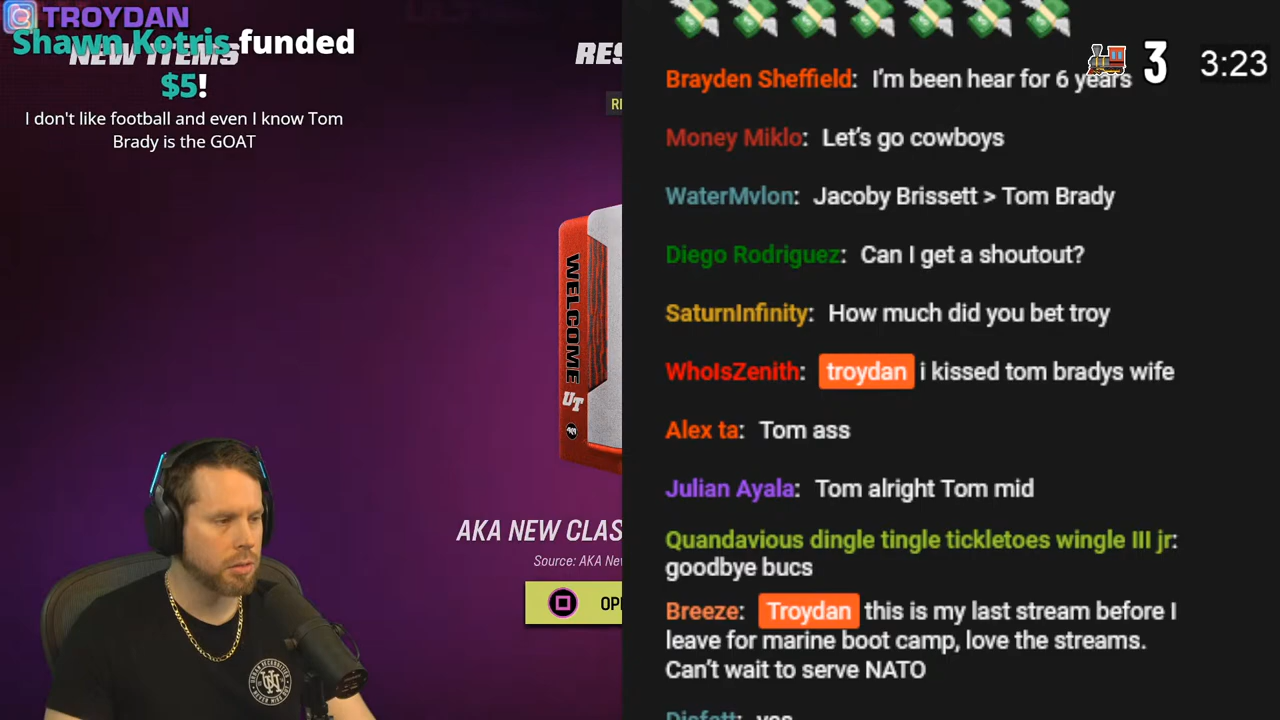 TROYDAN
Shawn Kotris funded
$5!
I don't like football and even I know Tom
Brady is the GOAT
NEW ITEMS
RES
RE
WELCOME
UT
AKA NEW CLAS
Source: AKA Ne
OP
3
3:23
Brayden Sheffield: I'm been hear for 6 years
Money Miklo: Let's go cowboys
WaterMvlon: Jacoby Brissett > Tom Brady
Diego Rodriguez: Can I get a shoutout?
SaturnInfinity: How much did you bet troy
WhoIsZenith: troydan i kissed tom bradys wife
Alex ta: Tom ass
Julian Ayala: Tom alright Tom mid
Quandavious dingle tingle tickletoes wingle III jr:
goodbye bucs
Breeze: Troydan this is my last stream before I
leave for marine boot camp, love the streams.
Can't wait to serve NATO